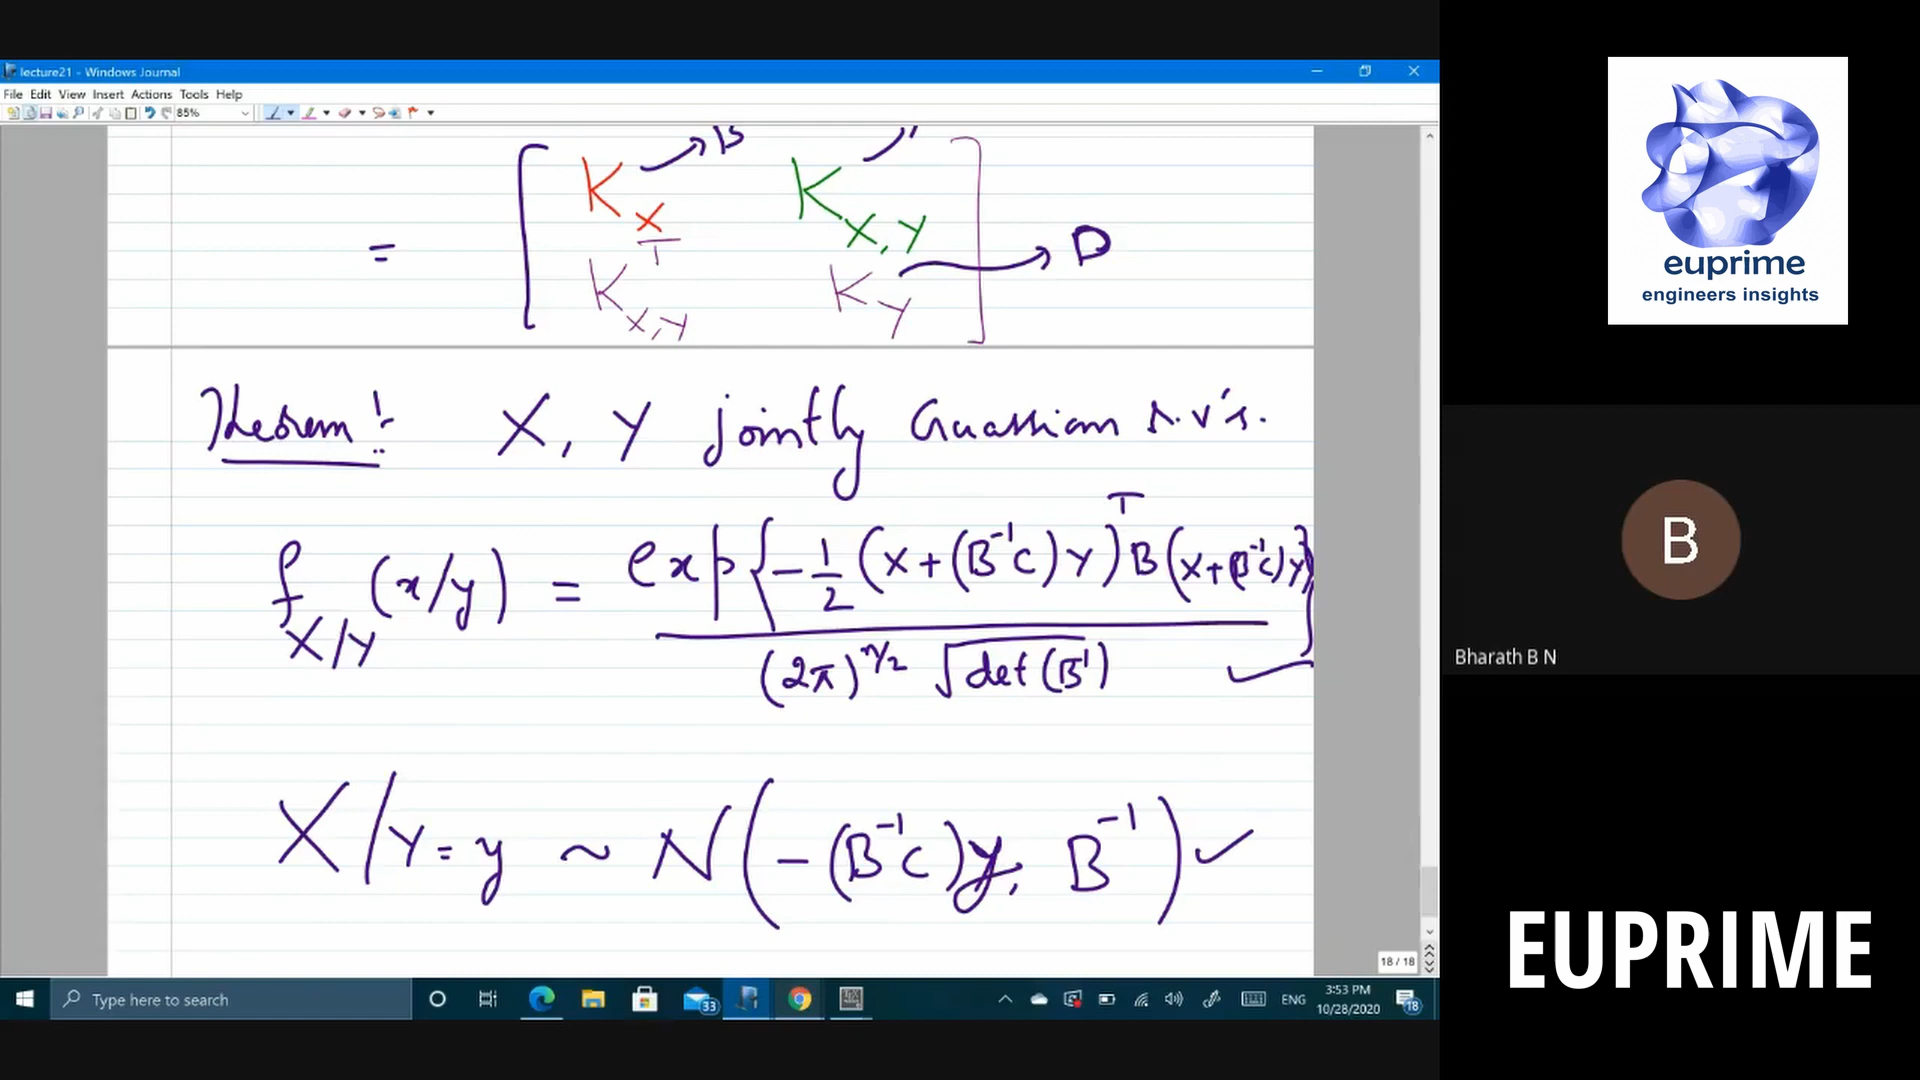 lecture21 - Windows Journal
File Edit View Insert Actions Tools Help
85%
B
= [ K_X K_X,Y ]
[ K^T_X,Y K_Y ] → D
Theorem :- X, Y jointly Gaussian r.v's.
f_X/Y (x/y) = exp{-1/2 (x+(B^-1 C) y)^T B (x+(B^-1 C) y)}
(2π)^n/2 √det(B^-1)
X/Y=y ~ N(-(B^-1 C)y, B^-1) ✓
18 / 18
Type here to search
33
ENG
3:53 PM
10/28/2020
18
euprime
engineers insights
B
Bharath B N
EUPRIME